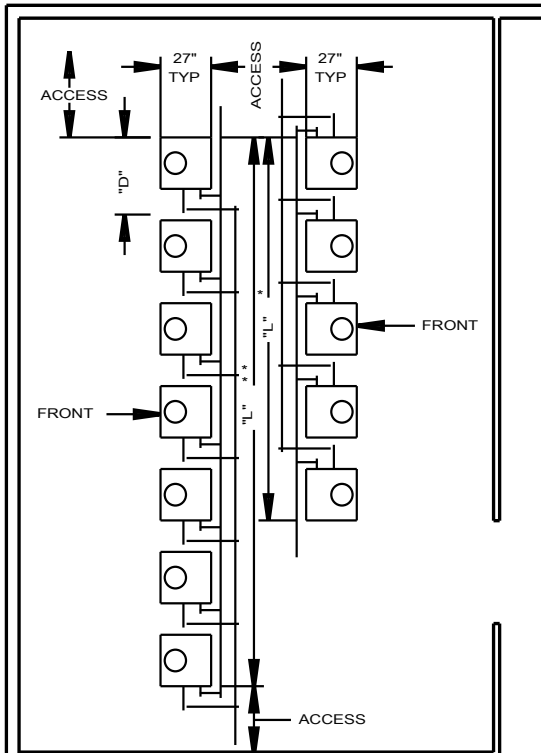 27"
TYP
ACCESS
27"
TYP
ACCESS
"D"
"L" *
FRONT
"L" * *
FRONT
ACCESS